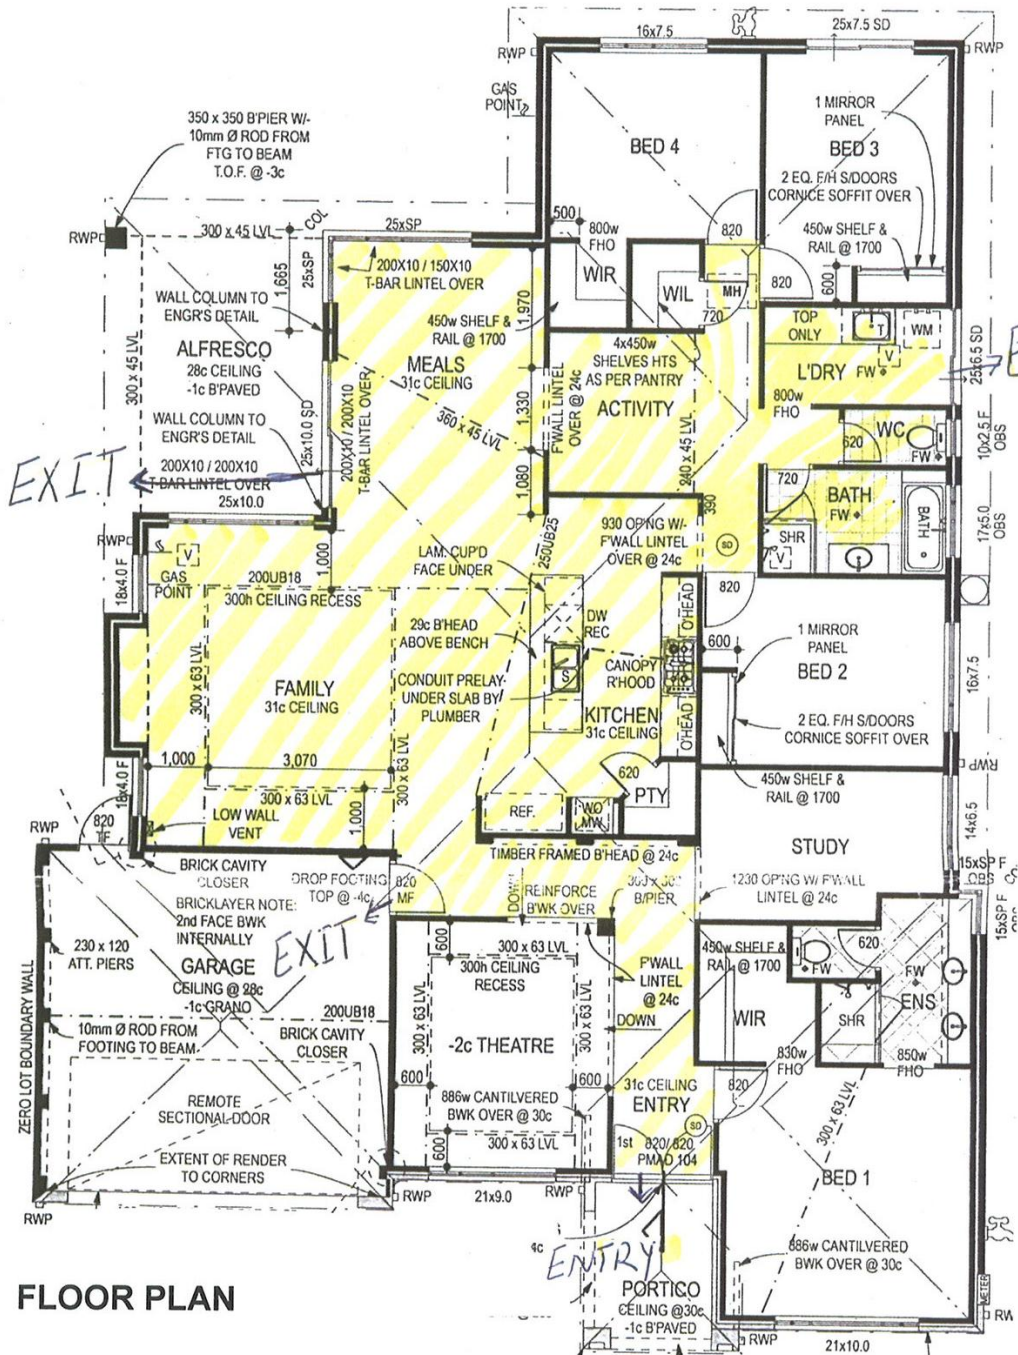 25x7.5 SD
16x7.5
RWP
RWP
GAS
POINT
1 MIRROR
PANEL
350 x 350 B'PIER W/-
10mm Ø ROD FROM
FTG TO BEAM
T.O.F. @ -3c
BED 4
BED 3
2 EQ. F/H S/DOORS
CORNICE SOFFIT OVER
500
800w
FHO
820
450w SHELF &
RAIL @ 1700
RWP
300 x 45 LVL
COL
25xSP
WIR
WIL
MH
820
600
1,665
25xSP
200X10 / 150X10
T-BAR LINTEL OVER
1,970
720
WALL COLUMN TO
ENGR'S DETAIL
450w SHELF &
RAIL @ 1700
TOP
ONLY
T
WM
300 x 45 LVL
ALFRESCO
28c CEILING
-1c B'PAVED
MEALS
31c CEILING
4x450w
SHELVES HTS
AS PER PANTRY
V
L'DRY
FW
25x6.5 SD
ACTIVITY
800w
FHO
F'WALL LINTEL
OVER @ 24c
1,330
WALL COLUMN TO
ENGR'S DETAIL
25x10.0 SD
200X10 / 200X10
T-BAR LINTEL OVER
360 x 45 LVL
240 x 45 LVL
WC
620
FW
10x2.5 F
OBS
EXIT
200X10 / 200X10
T-BAR LINTEL OVER
25x10.0
1,080
720
BATH
FW
BATH
390
17x5.0
OBS
RWP
V
GAS
POINT
1,000
250UB25
930 OP'NG W/-
F'WALL LINTEL
OVER @ 24c
SD
SHR
V
LAM. CUP'D
FACE UNDER
18x4.0 F
200UB18
300h CEILING RECESS
820
DW
REC
O'HEAD
29c B'HEAD
ABOVE BENCH
600
1 MIRROR
PANEL
300 x 63 LVL
FAMILY
31c CEILING
CONDUIT PRELAY
UNDER SLAB BY
PLUMBER
S
CANOPY
R'HOOD
BED 2
16x7.5
KITCHEN
31c CEILING
O'HEAD
2 EQ. F/H S/DOORS
CORNICE SOFFIT OVER
1,000
3,070
300 x 63 LVL
620
PTY
RWP
18x4.0 F
300 x 63 LVL
1,000
450w SHELF &
RAIL @ 1700
LOW WALL
VENT
REF.
WO
MW
14x6.5
RWP
820
TF
TIMBER FRAMED B'HEAD @ 24c
STUDY
BRICK CAVITY
CLOSER
DROP FOOTING
TOP @ -4c
820
MF
DOWN
REINFORCE
B'WK OVER
B/PIER
1230 OP'NG W/ F'WALL
LINTEL @ 24c
15xSP F
OBS
BRICKLAYER NOTE:
2nd FACE BWK
INTERNALLY
230 x 120
ATT. PIERS
EXIT
600
300 x 63 LVL
300h CEILING
RECESS
450w SHELF &
RAIL @ 1700
620
FW
FW
15xSP F
GARAGE
CEILING @ 28c
-1c GRANO
F'WALL
LINTEL
@ 24c
ENS
ZERO LOT BOUNDARY WALL
10mm Ø ROD FROM
FOOTING TO BEAM
200UB18
BRICK CAVITY
CLOSER
300 x 63 LVL
-2c THEATRE
300 x 63 LVL
DOWN
WIR
SHR
830w
FHO
850w
FHO
600
600
31c CEILING
ENTRY
820
REMOTE
SECTIONAL DOOR
886w CANTILVERED
BWK OVER @ 30c
300 x 63 LVL
SD
600
300 x 63 LVL
1st
820/ 820
PMAD 104
EXTENT OF RENDER
TO CORNERS
BED 1
RWP
RWP
21x9.0
RWP
4c
ENTRY
886w CANTILVERED
BWK OVER @ 30c
FLOOR PLAN
PORTICO
CEILING @30c
-1c B'PAVED
METER
RWP
21x10.0